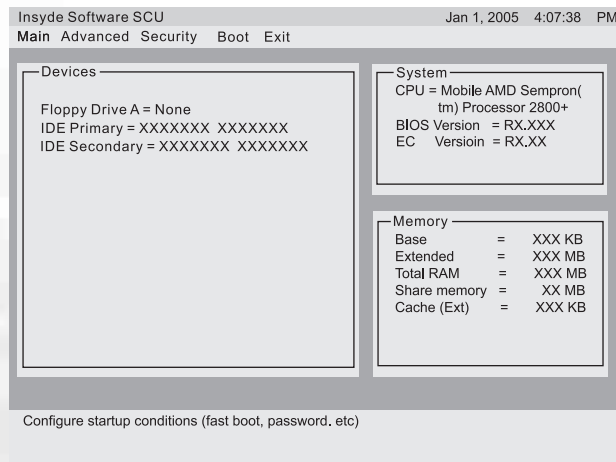 Insyde Software SCU Jan 1, 2005 4:07:38 PM
Main Advanced Security Boot Exit
Devices
Floppy Drive A = None
IDE Primary = XXXXXXX XXXXXXX
IDE Secondary = XXXXXXX XXXXXXX
System
CPU = Mobile AMD Sempron(
tm) Processor 2800+
BIOS Version = RX.XXX
EC Versioin = RX.XX
Memory
Base = XXX KB
Extended = XXX MB
Total RAM = XXX MB
Share memory = XX MB
Cache (Ext) = XXX KB
Configure startup conditions (fast boot, password. etc)